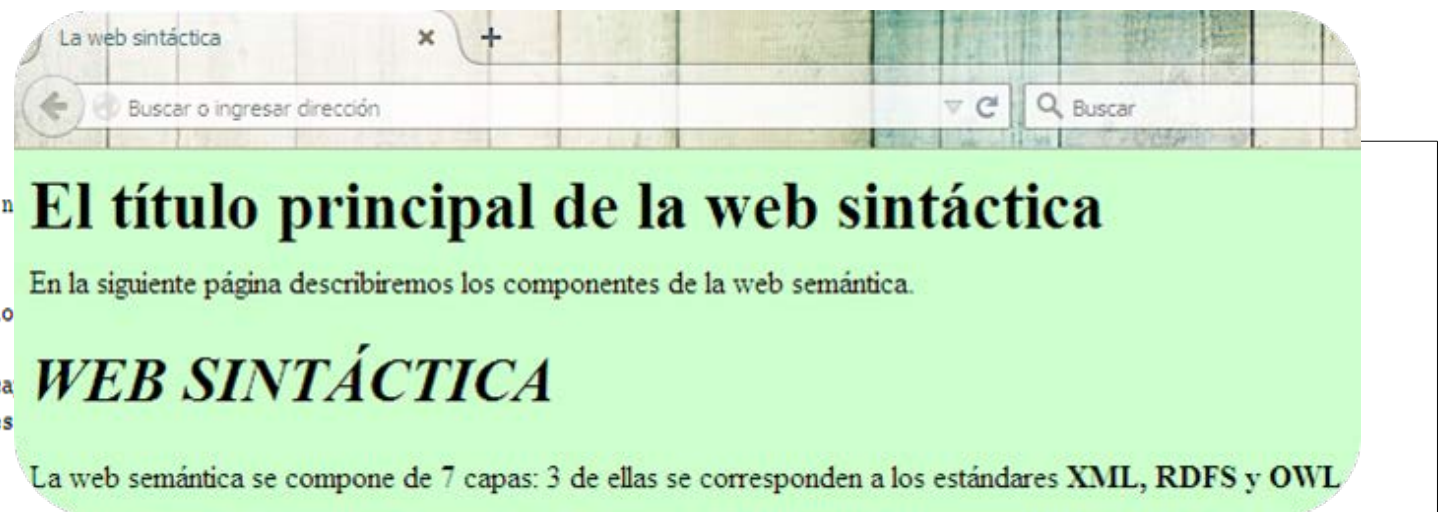 La web sintáctica
Buscar o ingresar dirección
Buscar
El título principal de la web sintáctica
En la siguiente página describiremos los componentes de la web semántica.
WEB SINTÁCTICA
La web semántica se compone de 7 capas: 3 de ellas se corresponden a los estándares XML, RDFS y OWL